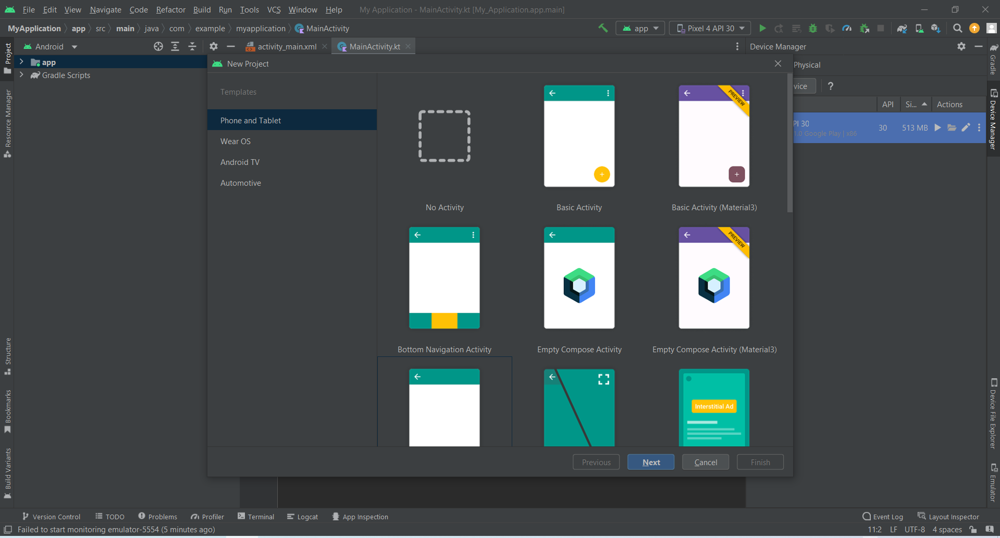 File Edit View Navigate Code Refactor Build Run Tools VCS Window Help My Application - MainActivity.kt [My_Application.app.main]
MyApplication app src main java com example myapplication MainActivity app Pixel 4 API 30
Project
Android
activity_main.xml
MainActivity.kt
Device Manager
Gradle
app
Gradle Scripts
New Project
Physical
vice
?
Templates
Phone and Tablet
Wear OS
Android TV
Automotive
API Si... Actions
PI 30
1.0 Google Play | x86
30 513 MB
PREVIEW
No Activity
Basic Activity
Basic Activity (Material3)
PREVIEW
Bottom Navigation Activity
Empty Compose Activity
Empty Compose Activity (Material3)
Interstitial Ad
Previous Next Cancel Finish
Resource Manager
Structure
Bookmarks
Build Variants
Device Manager
Device File Explorer
Emulator
Version Control TODO Problems Profiler Terminal Logcat App Inspection Event Log Layout Inspector
Failed to start monitoring emulator-5554 (5 minutes ago) 11:2 LF UTF-8 4 spaces